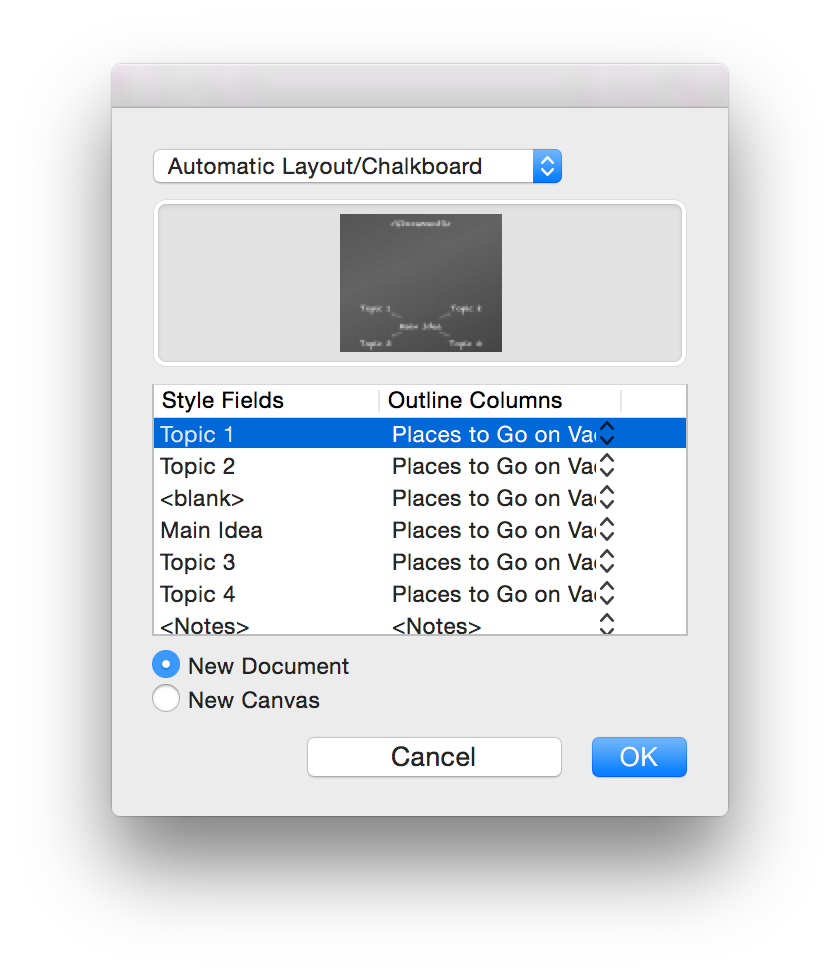 Automatic Layout/Chalkboard
Topic 1 Topic 2
Main Idea
Topic 3 Topic 4
Style Fields Outline Columns
Topic 1 Places to Go on Va
Topic 2 Places to Go on Va
<blank> Places to Go on Va
Main Idea Places to Go on Va
Topic 3 Places to Go on Va
Topic 4 Places to Go on Va
<Notes> <Notes>
New Document
New Canvas
Cancel OK